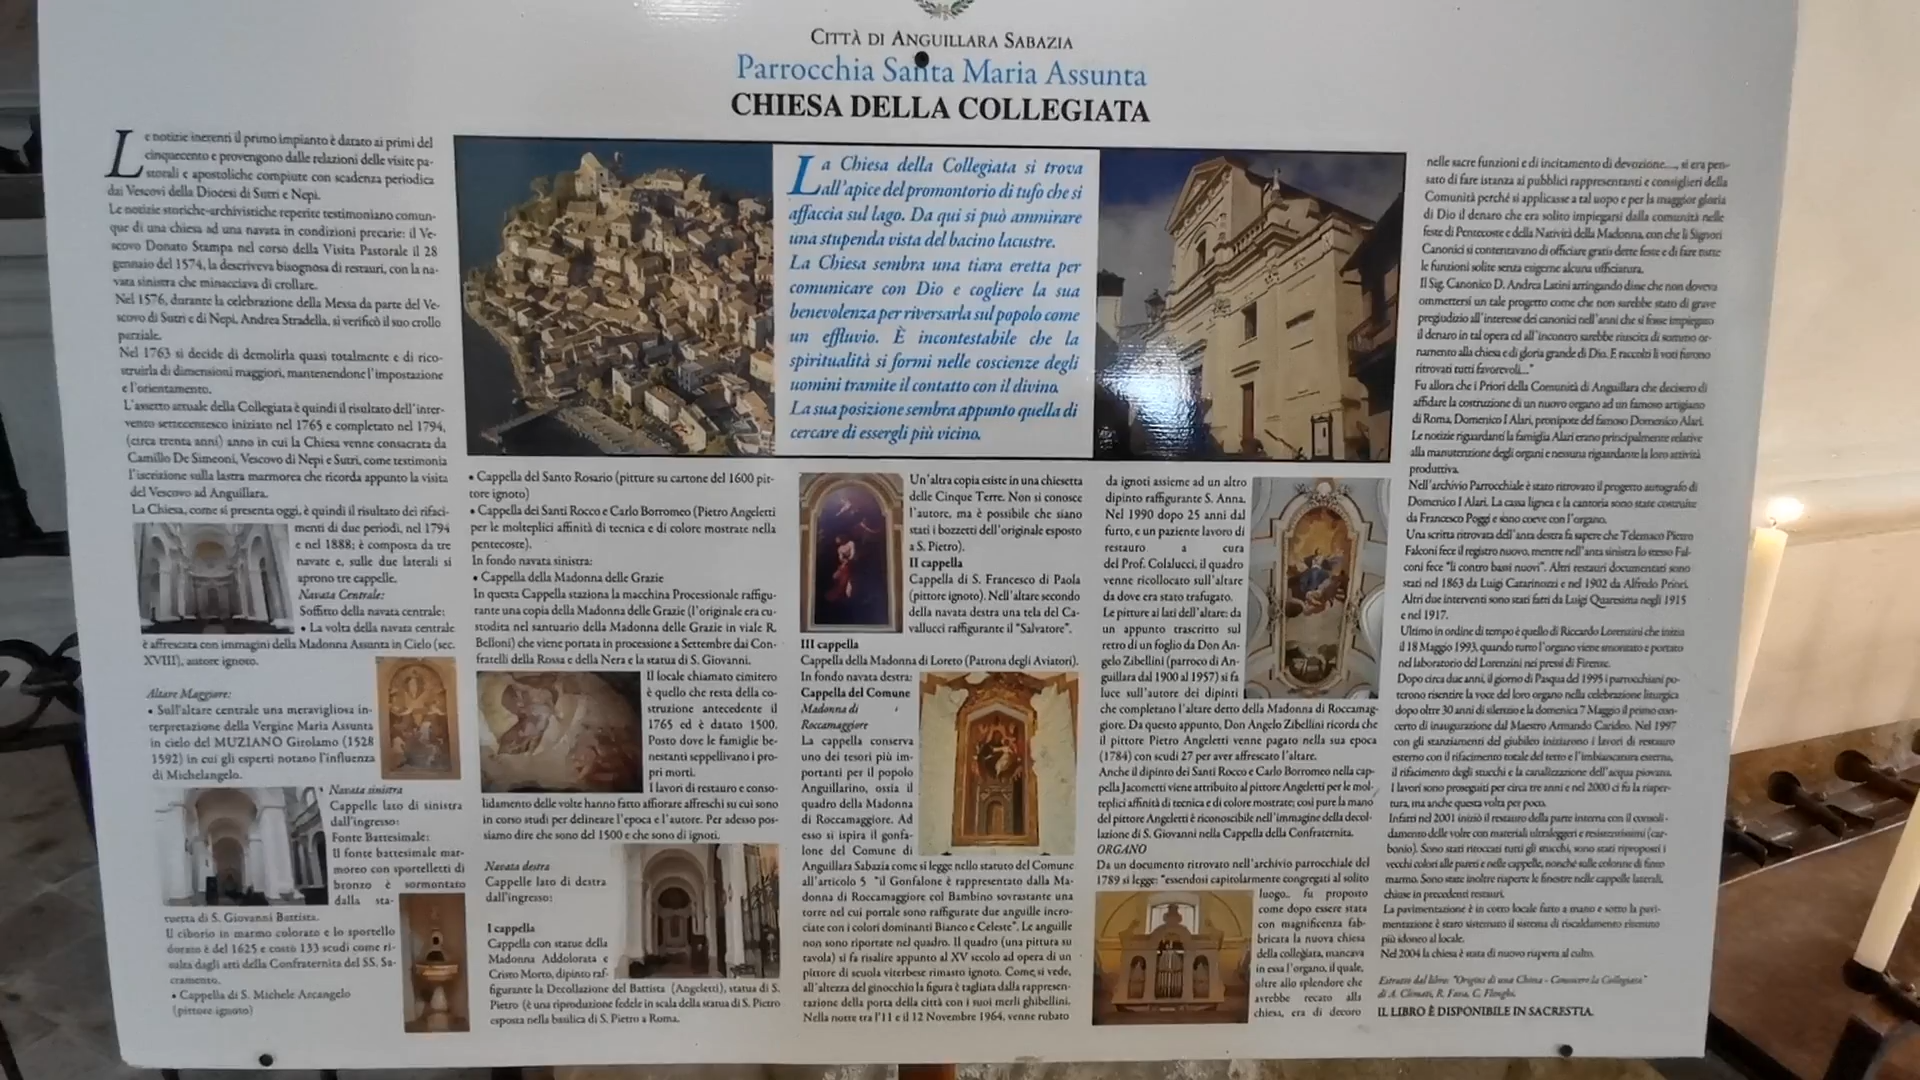 CITTÀ DI ANGUILLARA SABAZIA
Parrocchia Santa Maria Assunta
CHIESA DELLA COLLEGIATA
Le notizie inerenti il primo impianto è datato ai primi del
cinquecento e provengono dalle relazioni delle visite pa-
storali e apostoliche compiute con scadenza periodica
dai Vescovi della Diocesi di Sutri e Nepi.
Le notizie storiche-archivistiche reperite testimoniano comun-
que di una chiesa ad una navata in condizioni precarie: il Ve-
scovo Donato Stampa nel corso della Visita Pastorale il 28
gennaio del 1574, la descriveva bisognosa di restauri, con la na-
vata sinistra che minacciava di crollare.
Nel 1576, durante la celebrazione della Messa da parte del Ve-
scovo di Sutri e di Nepi, Andrea Stradella, si verificò il suo crollo
parziale.
Nel 1763 si decide di demolirla quasi totalmente e di rico-
struirla di dimensioni maggiori, mantenendone l'impostazione
e l'orientamento.
L'assetto attuale della Collegiata è quindi il risultato dell'inter-
vento settecentesco iniziato nel 1765 e completato nel 1794,
(circa trenta anni) anno in cui la Chiesa venne consacrata da
Camillo De Simeoni, Vescovo di Nepi e Sutri, come testimonia
l'iscrizione sulla lastra marmorea che ricorda appunto la visita
del Vescovo ad Anguillara.
La Chiesa, come si presenta oggi, è quindi il risultato dei rifaci-
menti di due periodi, nel 1794
e nel 1888; è composta da tre
navate e, sulle due laterali si
aprono tre cappelle.
Navata Centrale:
Soffitto della navata centrale:
• La volta della navata centrale
è affrescata con immagini della Madonna Assunta in Cielo (sec.
XVIII), autore ignoto.
Altare Maggiore:
• Sull'altare centrale una meravigliosa in-
terpretazione della Vergine Maria Assunta
in cielo del MUZIANO Girolamo (1528
1592) in cui gli esperti notano l'influenza
di Michelangelo.
• Navata sinistra
Cappelle lato di sinistra
dall'ingresso:
Fonte Battesimale:
Il fonte battesimale mar-
moreo con sportelletti di
bronzo è sormontato
dalla sta-
tuetta di S. Giovanni Battista.
Il ciborio in marmo colorato e lo sportello
dorato è del 1625 e costò 133 scudi come ri-
sulta dagli atti della Confraternita del SS. Sa-
cramento.
• Cappella di S. Michele Arcangelo
(pittore ignoto)
La Chiesa della Collegiata si trova
all'apice del promontorio di tufo che si
affaccia sul lago. Da qui si può ammirare
una stupenda vista del bacino lacustre.
La Chiesa sembra una tiara eretta per
comunicare con Dio e cogliere la sua
benevolenza per riversarla sul popolo come
un effluvio. È incontestabile che la
spiritualità si formi nelle coscienze degli
uomini tramite il contatto con il divino.
La sua posizione sembra appunto quella di
cercare di essergli più vicino.
• Cappella del Santo Rosario (pitture su cartone del 1600 pit-
tore ignoto)
• Cappella dei Santi Rocco e Carlo Borromeo (Pietro Angeletti
per le molteplici affinità di tecnica e di colore mostrate nella
pentecoste).
In fondo navata sinistra:
• Cappella della Madonna delle Grazie
In questa Cappella staziona la macchina Processionale raffigu-
rante una copia della Madonna delle Grazie (l'originale era cu-
stodita nel santuario della Madonna delle Grazie in viale R.
Belloni) che viene portata in processione a Settembre dai Con-
fratelli della Rossa e della Nera e la statua di S. Giovanni.
Il locale chiamato cimitero
è quello che resta della co-
struzione antecedente il
1765 ed è datato 1500.
Posto dove le famiglie be-
nestanti seppellivano i pro-
pri morti.
I lavori di restauro e conso-
lidamento delle volte hanno fatto affiorare affreschi su cui sono
in corso studi per delineare l'epoca e l'autore. Per adesso pos-
siamo dire che sono del 1500 e che sono di ignoti.
Navata destra
Cappelle lato di destra
dall'ingresso:
I cappella
Cappella con statue della
Madonna Addolorata e
Cristo Morto, dipinto raf-
figurante la Decollazione del Battista (Angeletti), statua di S.
Pietro (è una riproduzione fedele in scala della statua di S. Pietro
esposta nella basilica di S. Pietro a Roma.
Un'altra copia esiste in una chiesetta
delle Cinque Terre. Non si conosce
l'autore, ma è possibile che siano
stati i bozzetti dell'originale esposto
a S. Pietro).
II cappella
Cappella di S. Francesco di Paola
(pittore ignoto). Nell'altare secondo
della navata destra una tela del Ca-
vallucci raffigurante il "Salvatore".
III cappella
Cappella della Madonna di Loreto (Patrona degli Aviatori).
In fondo navata destra:
Cappella del Comune
Madonna di
Roccamaggiore
La cappella conserva
uno dei tesori più im-
portanti per il popolo
Anguillarino, ossia il
quadro della Madonna
di Roccamaggiore. Ad
esso si ispira il gonfa-
lone del Comune di
Anguillara Sabazia come si legge nello statuto del Comune
all'articolo 5 "il Gonfalone è rappresentato dalla Ma-
donna di Roccamaggiore col Bambino sovrastante una
torre nel cui portale sono raffigurate due anguille incro-
ciate con i colori dominanti Bianco e Celeste". Le anguille
non sono riportate nel quadro. Il quadro (una pittura su
tavola) si fa risalire appunto al XV secolo ad opera di un
pittore di scuola viterbese rimasto ignoto. Come si vede,
all'altezza del ginocchio la figura è tagliata dalla rappresen-
tazione della porta della città con i suoi merli ghibellini.
Nella notte tra l'11 e il 12 Novembre 1964, venne rubato
da ignoti assieme ad un altro
dipinto raffigurante S. Anna.
Nel 1990 dopo 25 anni dal
furto, e un paziente lavoro di
restauro a cura
del Prof. Colalucci, il quadro
venne ricollocato sull'altare
da dove era stato trafugato.
Le pitture ai lati dell'altare: da
un appunto trascritto sul
retro di un foglio da Don An-
gelo Zibellini (parroco di An-
guillara dal 1900 al 1957) si fa
luce sull'autore dei dipinti
che completano l'altare detto della Madonna di Roccamag-
giore. Da questo appunto, Don Angelo Zibellini ricorda che
il pittore Pietro Angeletti venne pagato nella sua epoca
(1784) con scudi 27 per aver affrescato l'altare.
Anche il dipinto dei Santi Rocco e Carlo Borromeo nella cap-
pella Jacometti viene attribuito al pittore Angeletti per le mol-
teplici affinità di tecnica e di colore mostrate; così pure la mano
del pittore Angeletti è riconoscibile nell'immagine della decol-
lazione di S. Giovanni nella Cappella della Confraternita.
ORGANO
Da un documento ritrovato nell'archivio parrocchiale del
1789 si legge: "essendosi capitolarmente congregati al solito
luogo.. fu proposto
come dopo essere stata
con magnificenza fab-
bricata la nuova chiesa
della collegiata, mancava
in essa l'organo, il quale,
oltre allo splendore che
avrebbe recato alla
chiesa, era di decoro
nelle sacre funzioni e di incitamento di devozione...., si era pen-
sato di fare istanza ai pubblici rappresentanti e consiglieri della
Comunità perché si applicasse a tal uopo e per la maggior gloria
di Dio il denaro che era solito impiegarsi dalla comunità nelle
feste di Pentecoste e della Natività della Madonna, con che li Signori
Canonici si contentavano di officiare gratis dette feste e di fare tutte
le funzioni solite senza esigerne alcuna officiatura.
Il Sig. Canonico D. Andrea Latini arringando disse che non doveva
ommettersi un tale progetto come che non sarebbe stato di grave
pregiudizio all'interesse dei canonici nell'anni che si fosse impiegato
il denaro in tal opera ed all'incontro sarebbe riuscita di sommo or-
namento alla chiesa e di gloria grande di Dio. E raccolti li voti furono
ritrovati tutti favorevoli..."
Fu allora che i Priori della Comunità di Anguillara che decisero di
affidare la costruzione di un nuovo organo ad un famoso artigiano
di Roma, Domenico I Alari, pronipote del famoso Domenico Alari.
Le notizie riguardanti la famiglia Alari erano principalmente relative
alla manutenzione degli organi e nessuna riguardante la loro attività
produttiva.
Nell'archivio Parrocchiale è stato ritrovato il progetto autografo di
Domenico I Alari. La cassa lignea e la cantoria sono state costruite
da Francesco Poggi e sono coeve con l'organo.
Una scritta ritrovata dell'anta destra fa sapere che Telemaco Pietro
Falconi fece il registro nuovo, mentre nell'anta sinistra lo stesso Fal-
coni fece "li contro bassi nuovi". Altri restauri documentati sono
stati nel 1863 da Luigi Catarinozzi e nel 1902 da Alfredo Priori.
Altri due interventi sono stati fatti da Luigi Quaresima negli 1915
e nel 1917.
Ultimo in ordine di tempo è quello di Riccardo Lorenzini che inizia
il 18 Maggio 1993, quando tutto l'organo viene smontato e portato
nel laboratorio del Lorenzini nei pressi di Firenze.
Dopo circa due anni, il giorno di Pasqua del 1995 i parrocchiani po-
terono risentire la voce del loro organo nella celebrazione liturgica
dopo oltre 30 anni di silenzio e la domenica 7 Maggio il primo con-
certo di inaugurazione dal Maestro Armando Carideo. Nel 1997
con gli stanziamenti del giubileo iniziarono i lavori di restauro
esterno con il rifacimento totale del tetto e l'imbiancatura esterna,
il rifacimento degli stucchi e la canalizzazione dell'acqua piovana.
I lavori sono proseguiti per circa tre anni e nel 2000 ci fu la riaper-
tura, ma anche questa volta per poco.
Infatti nel 2001 iniziò il restauro della parte interna con il consoli-
damento delle volte con materiali ultraleggeri e resistentissimi (car-
bonio). Sono stati ritoccati tutti gli stucchi, sono stati riproposti i
vecchi colori alle pareti e nelle cappelle, nonché sulle colonne di finto
marmo. Sono state inoltre riaperte le finestre nelle cappelle laterali,
chiuse in precedenti restauri.
La pavimentazione è in cotto locale fatto a mano e sotto la pavi-
mentazione è stato sistemato il sistema di riscaldamento ritenuto
più idoneo al locale.
Nel 2004 la chiesa è stata di nuovo riaperta al culto.
Estratto dal libro: "Origini di una Chiesa - Conoscere la Collegiata"
di A. R. C.
IL LIBRO È DISPONIBILE IN SACRESTIA.